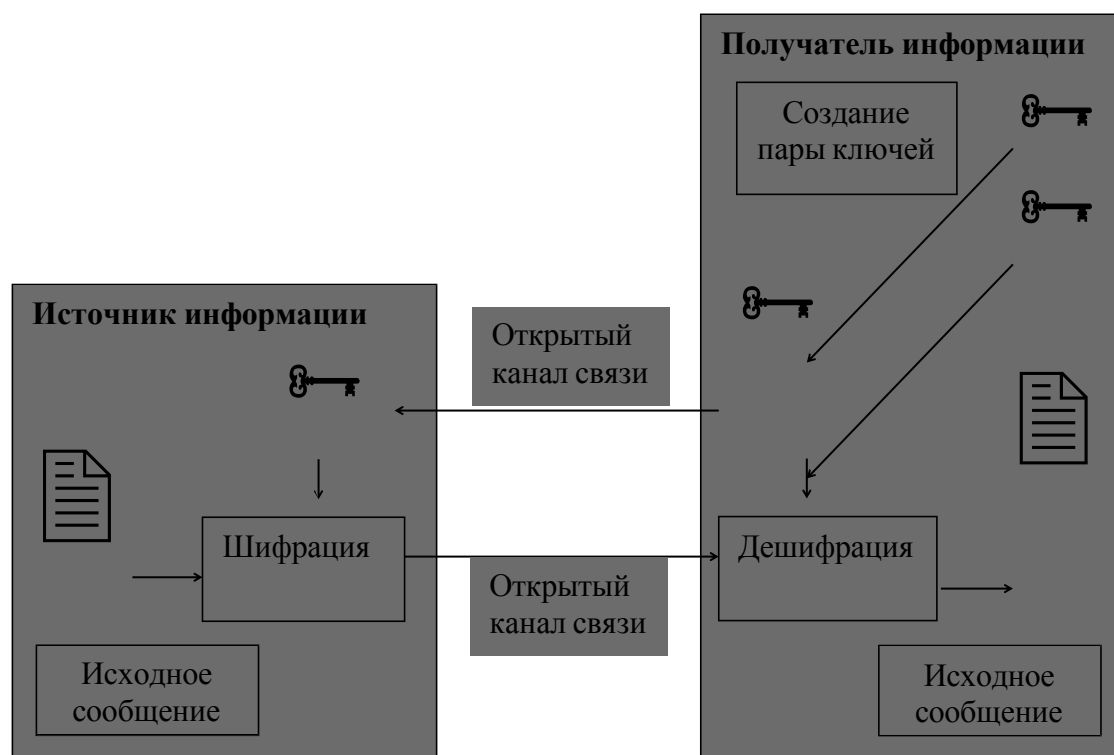 Получатель информации
Создание
пары ключей
Источник информации
Открытый
канал связи
Шифрация
Дешифрация
Открытый
канал связи
Исходное
сообщение
Исходное
сообщение